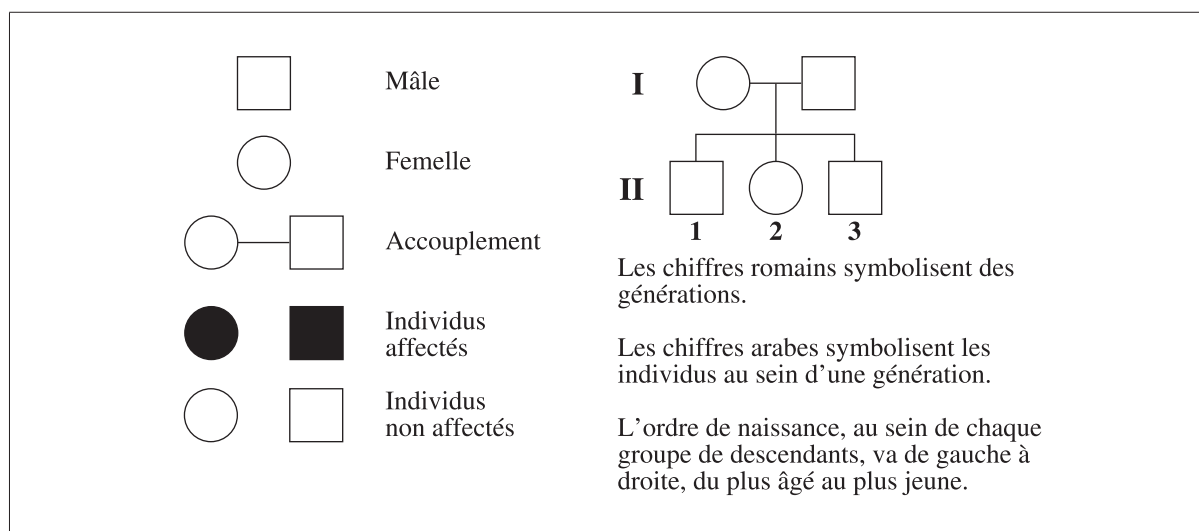 Mâle
Femelle
Accouplement
Individus
affectés
Individus
non affectés
I
II
1 2 3
Les chiffres romains symbolisent des
générations.
Les chiffres arabes symbolisent les
individus au sein d’une génération.
L’ordre de naissance, au sein de chaque
groupe de descendants, va de gauche à
droite, du plus âgé au plus jeune.